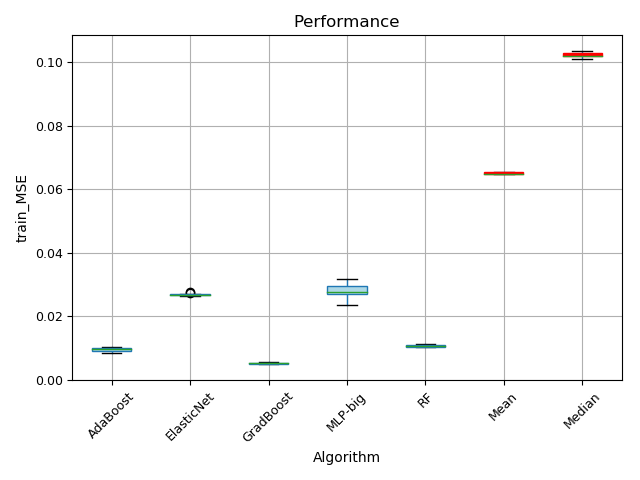 Performance
train_MSE
0.10
0.08
0.06
0.04
0.02
0.00
AdaBoost
ElasticNet
GradBoost
MLP-big
RF
Mean
Median
Algorithm